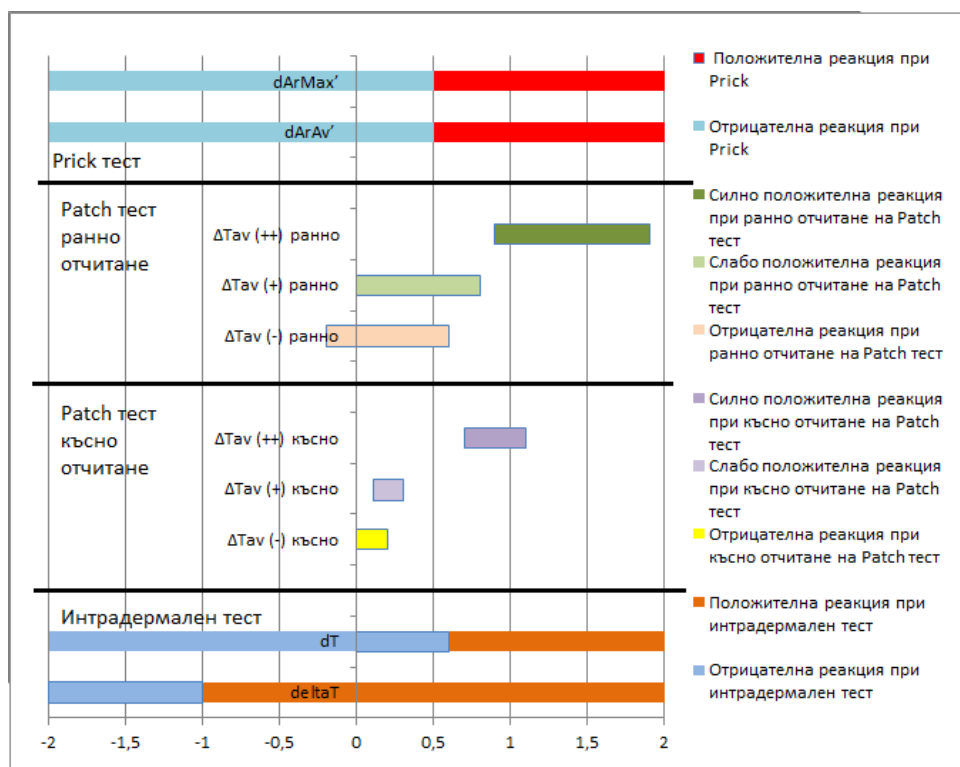 dArMax’
dArAv’
Prick тест
Patch тест
ранно
отчитане
ΔTav (++) ранно
ΔTav (+) ранно
ΔTav (-) ранно
Patch тест
късно
отчитане
ΔTav (++) късно
ΔTav (+) късно
ΔTav (-) късно
Интрадермален тест
dT
deltaT
-2
-1,5
-1
-0,5
0
0,5
1
1,5
2
Положителна реакция при
Prick
Отрицателна реакция при
Prick
Силно положителна реакция
при ранно отчитане на Patch
тест
Слабо положителна реакция
при ранно отчитане на Patch
тест
Отрицателна реакция при
ранно отчитане на Patch тест
Силно положителна реакция
при късно отчитане на Patch
тест
Слабо положителна реакция
при късно отчитане на Patch
тест
Отрицателна реакция при
късно отчитане на Patch тест
Положителна реакция при
интрадермален тест
Отрицателна реакция при
интрадермален тест